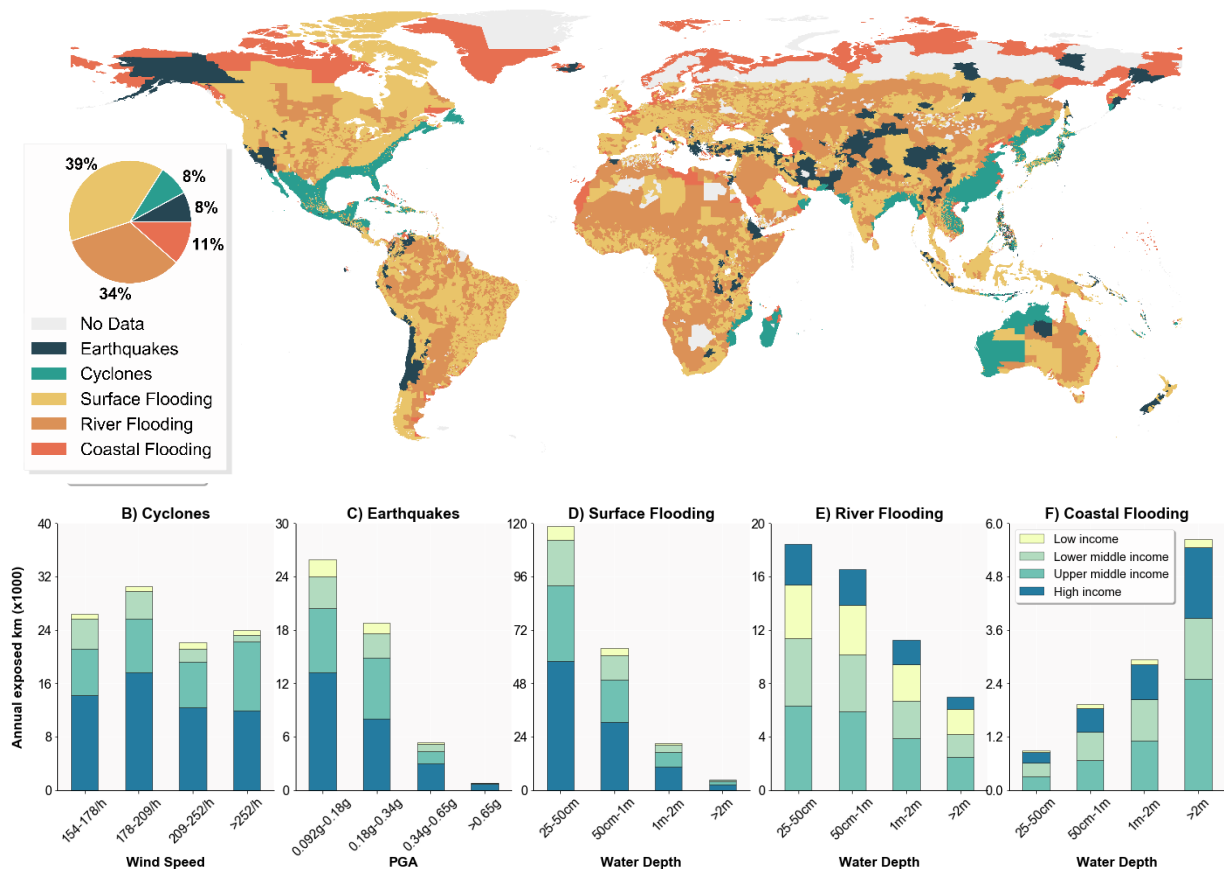 39%
8%
8%
11%
34%
No Data
Earthquakes
Cyclones
Surface Flooding
River Flooding
Coastal Flooding
B) Cyclones
C) Earthquakes
D) Surface Flooding
E) River Flooding
F) Coastal Flooding
Annual exposed km (x1000)
40
32
24
16
8
0
154-178/h
178-209/h
209-252/h
>252/h
Wind Speed
30
24
18
12
6
0
0.092g-0.18g
0.18g-0.34g
0.34g-0.65g
>0.65g
PGA
120
96
72
48
24
0
25-50cm
50cm-1m
1m-2m
>2m
Water Depth
20
16
12
8
4
0
25-50cm
50cm-1m
1m-2m
>2m
Water Depth
6.0
4.8
3.6
2.4
1.2
0.0
Low income
Lower middle income
Upper middle income
High income
25-50cm
50cm-1m
1m-2m
>2m
Water Depth